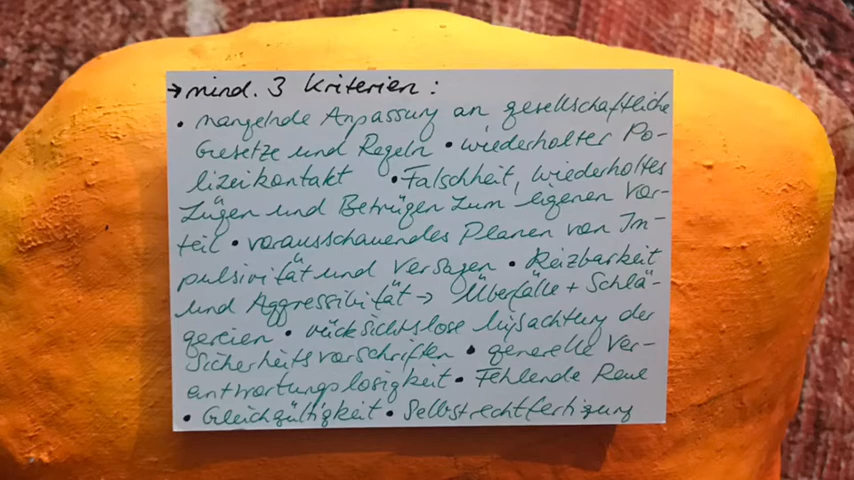 → mind. 3 Kriterien:
• mangelnde Anpassung an gesellschaftliche
Gesetze und Regeln • wiederholter Po-
lizeikontakt • Falschheit, wiederholtes
Lügen und Betrügen zum eigenen Vor-
teil • vorausschauendes Planen von Im-
pulsivität und Versagen • Reizbarkeit
und Aggressibilität → Überfälle + Schlä-
gereien • rücksichtslose Missachtung der
Sicherheitsvorschriften • generelle Ver-
antwortungslosigkeit • Fehlende Reue
• Gleichgültigkeit • Selbstrechtfertigung